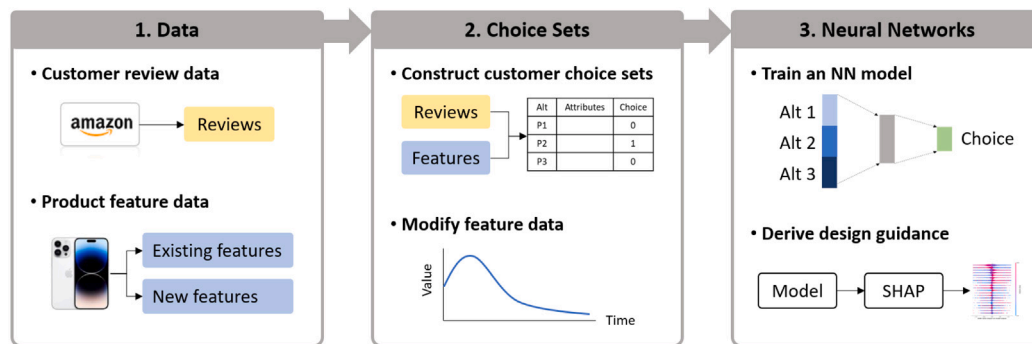 1. Data
• Customer review data
amazon
Reviews
• Product feature data
Existing features
New features
2. Choice Sets
• Construct customer choice sets
Reviews
Features
Alt Attributes Choice
P1 0
P2 1
P3 0
• Modify feature data
Value
Time
3. Neural Networks
• Train an NN model
Alt 1
Alt 2
Alt 3
Choice
• Derive design guidance
Model
SHAP